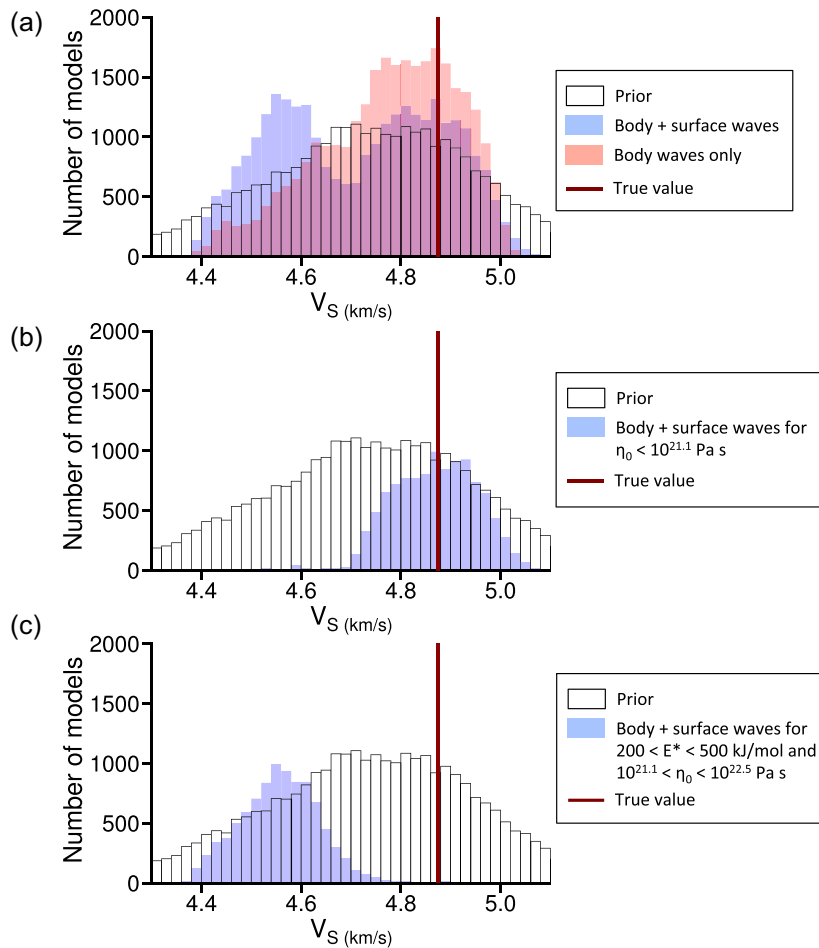 (a)
Number of models
2000
1500
1000
500
0
4.4 4.6 4.8 5.0
V_S (km/s)
Prior
Body + surface waves
Body waves only
True value
(b)
Number of models
2000
1500
1000
500
0
4.4 4.6 4.8 5.0
V_S (km/s)
Prior
Body + surface waves for
η₀ < 10^21.1 Pa s
True value
(c)
Number of models
2000
1500
1000
500
0
4.4 4.6 4.8 5.0
V_S (km/s)
Prior
Body + surface waves for
200 < E* < 500 kJ/mol and
10^21.1 < η₀ < 10^22.5 Pa s
True value